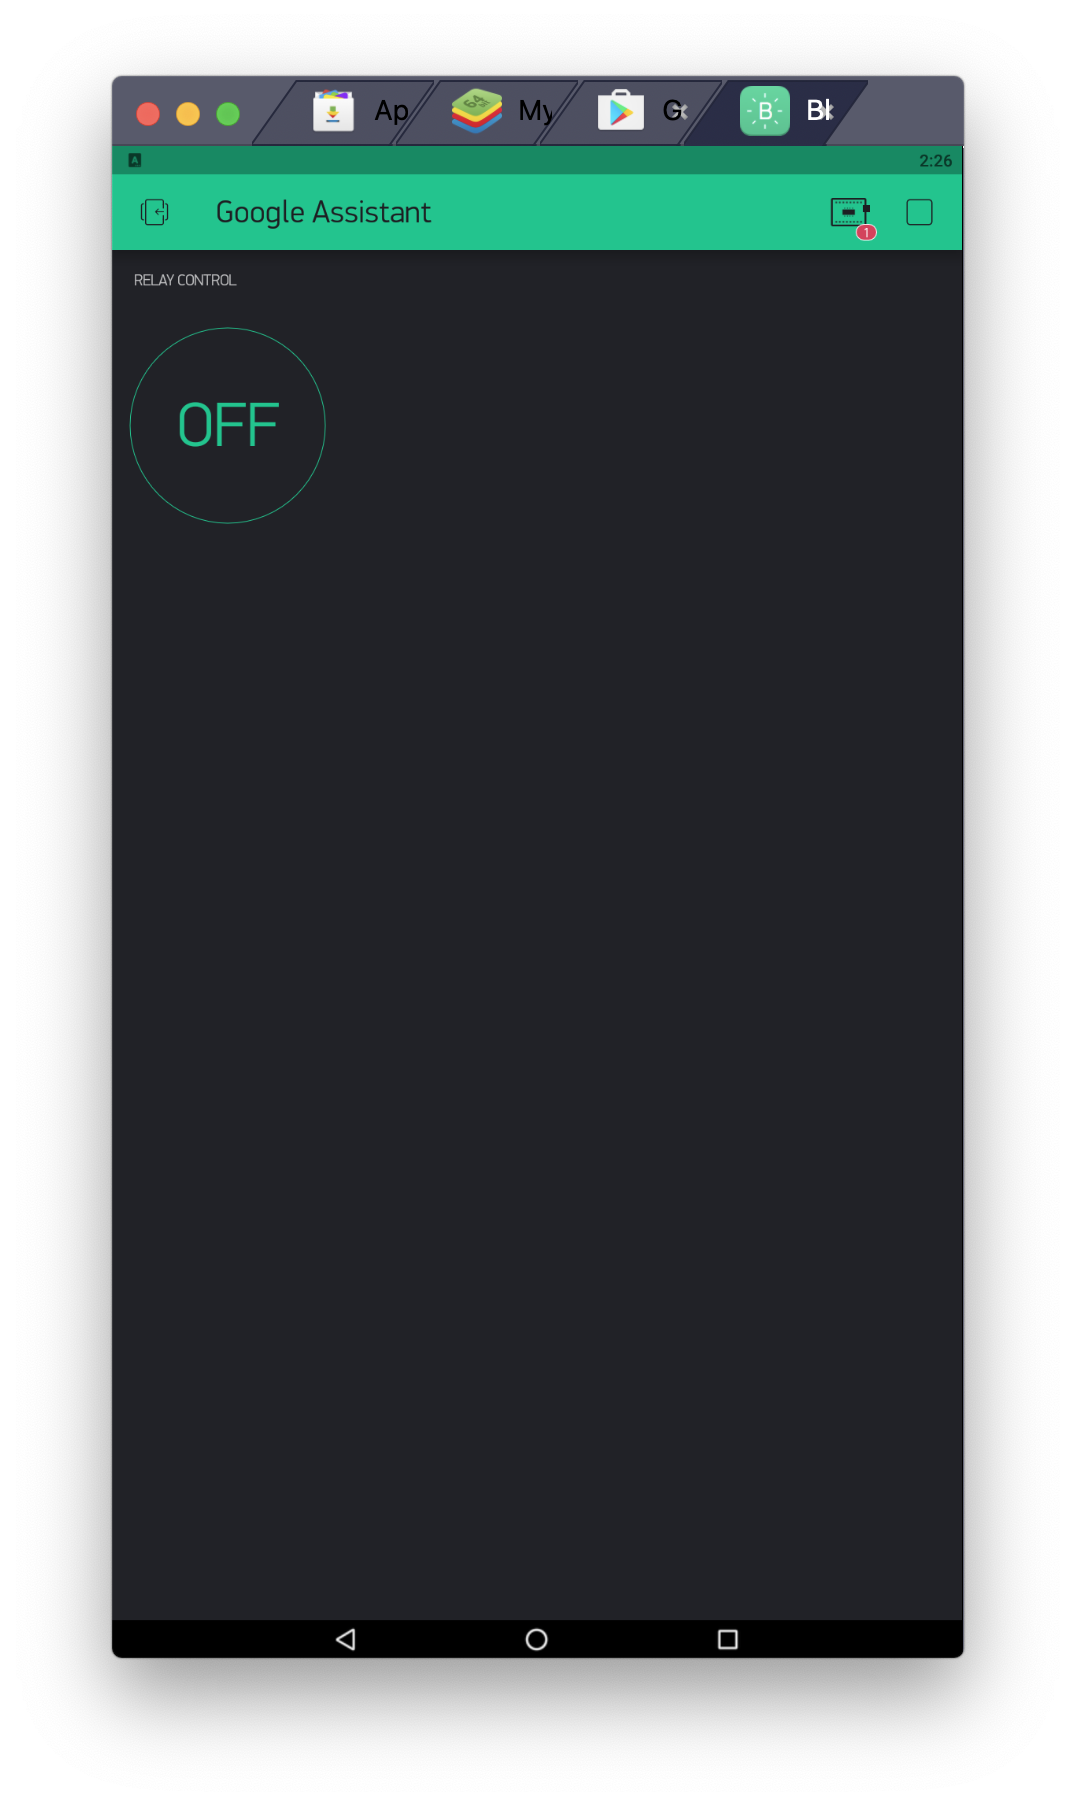 Ap
My
G
B
Bl
A
2:26
Google Assistant
1
RELAY CONTROL
OFF